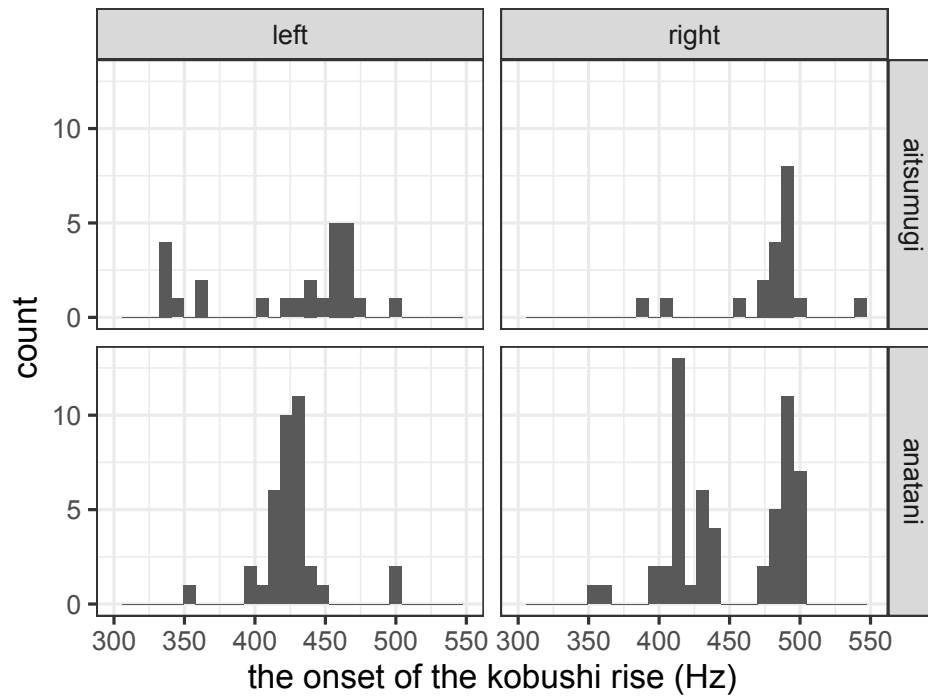 left
right
10
5
0
aitsumugi
count
10
5
0
amatani
300 350 400 450 500 550
300 350 400 450 500 550
the onset of the kobushi rise (Hz)